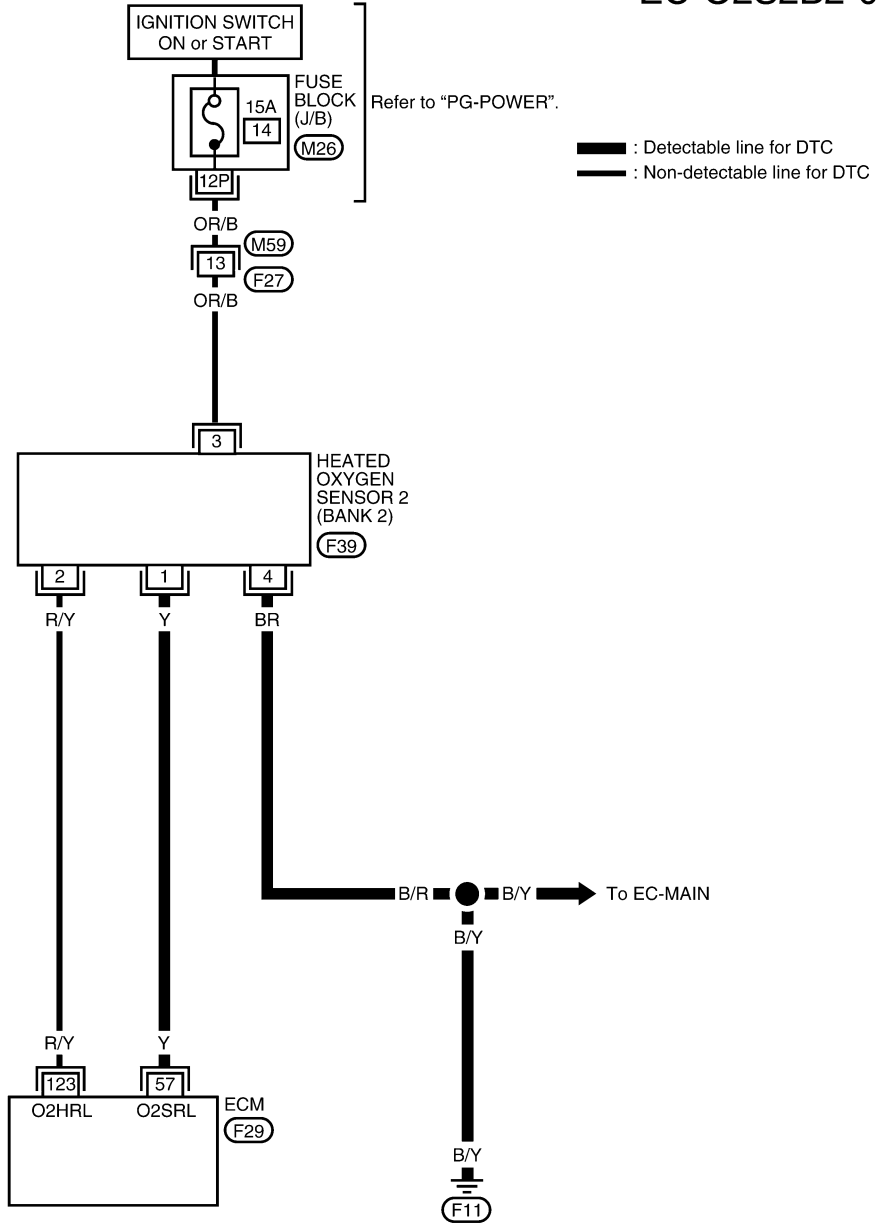 IGNITION SWITCH
ON or START
FUSE
BLOCK
(J/B)
M26
15A
14
Refer to “PG-POWER”.
: Detectable line for DTC
: Non-detectable line for DTC
12P
OR/B
M59
13
F27
OR/B
3
HEATED
OXYGEN
SENSOR 2
(BANK 2)
F39
2
1
4
R/Y
Y
BR
B/R
B/Y
To EC-MAIN
B/Y
R/Y
Y
123
57
O2HRL
O2SRL
ECM
F29
B/Y
F11